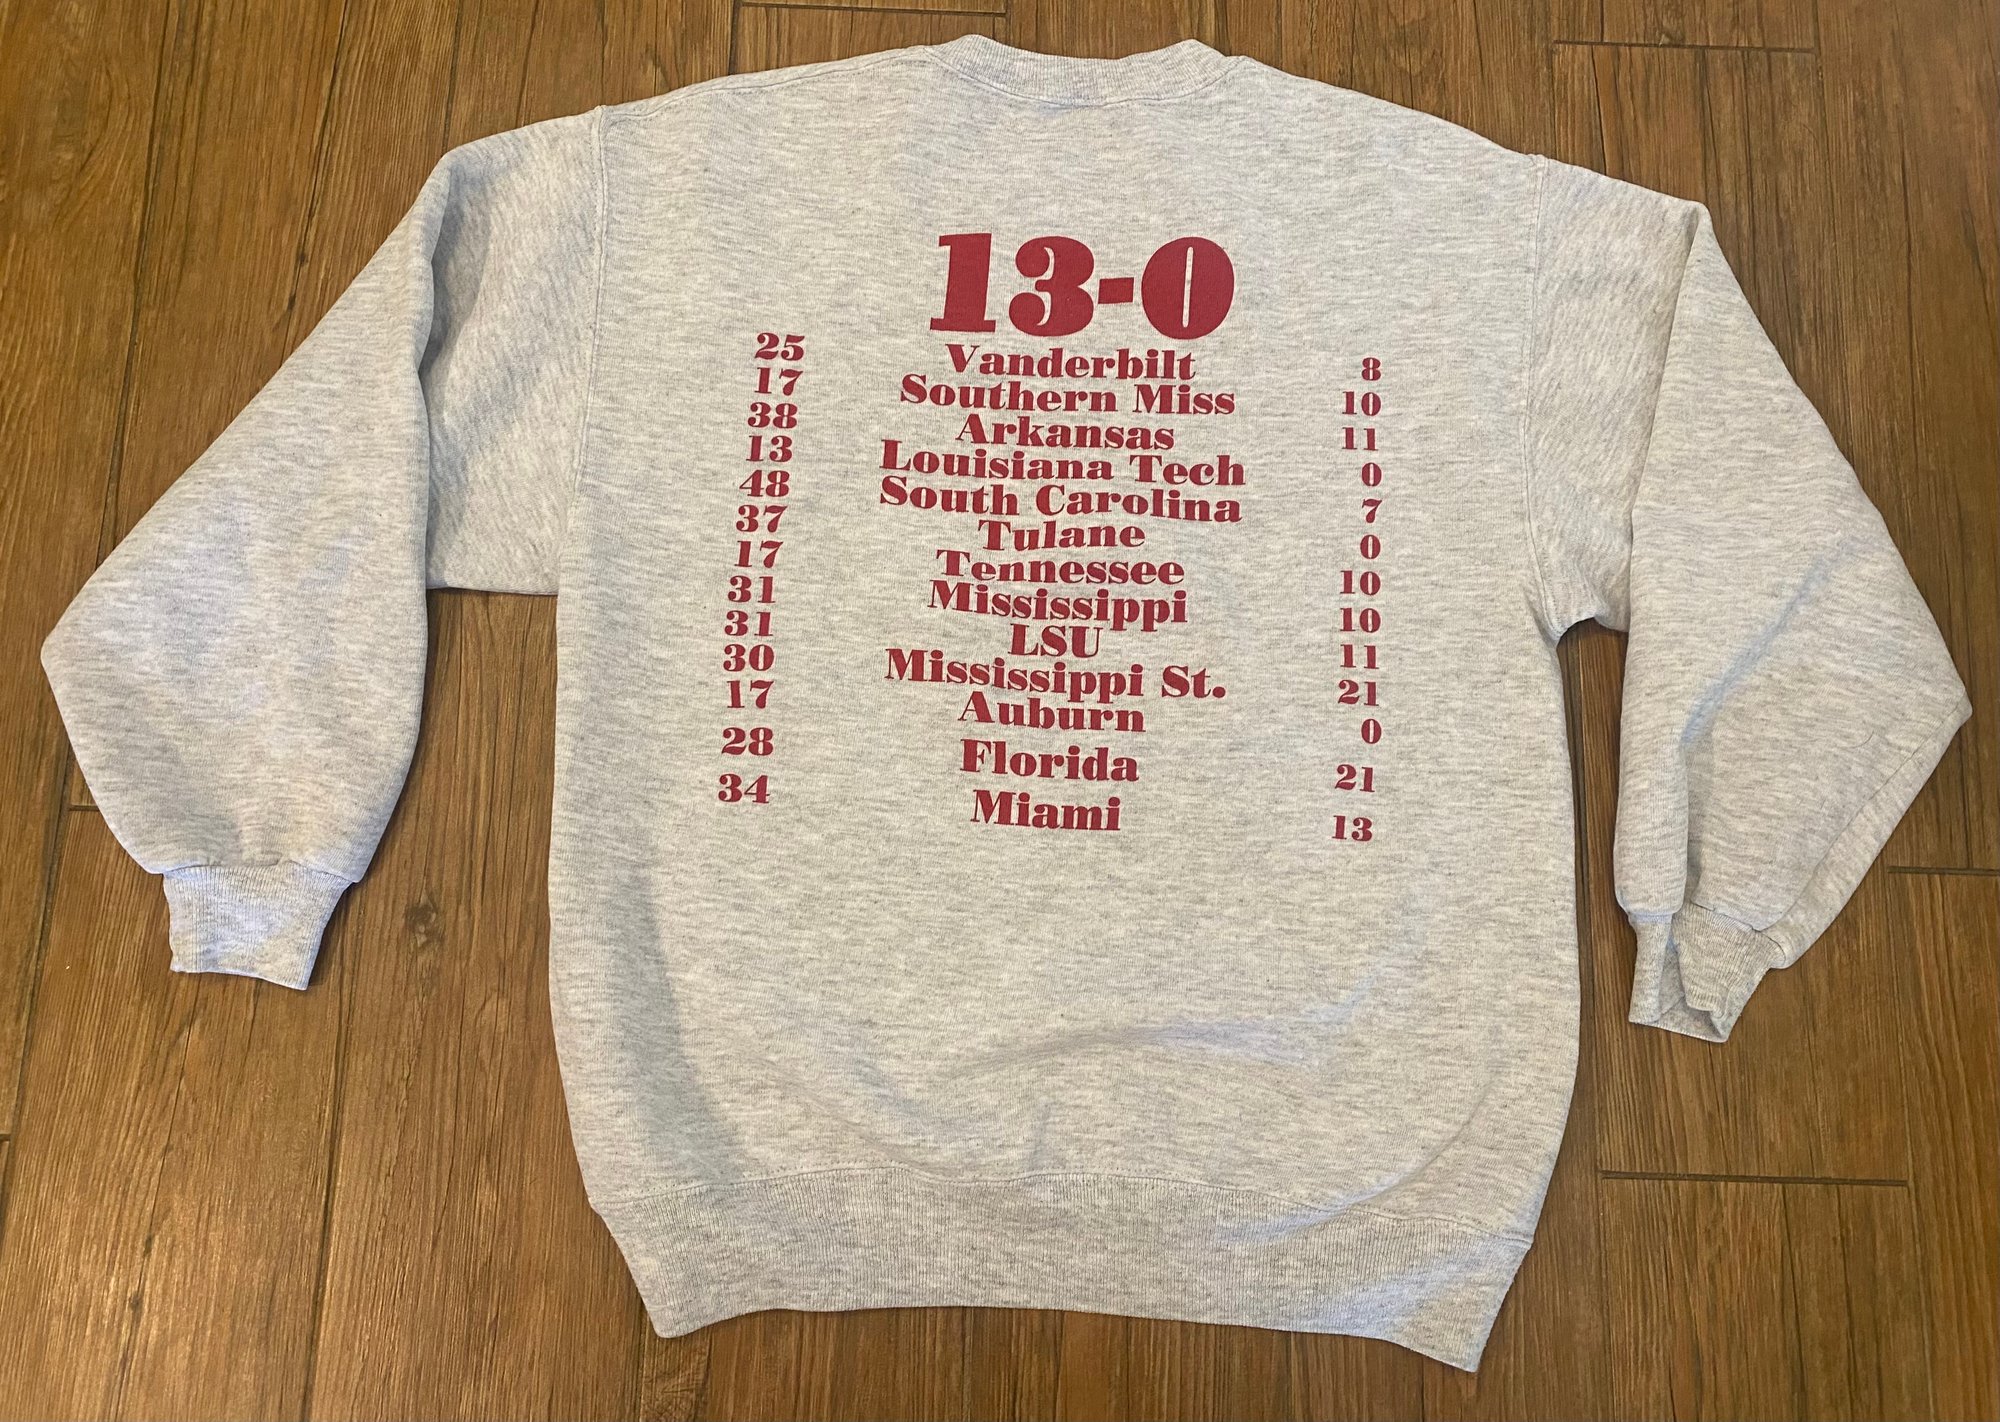 13-0
25 Vanderbilt 8
17 Southern Miss 10
38 Arkansas 11
13 Louisiana Tech 0
48 South Carolina 7
37 Tulane 0
17 Tennessee 10
31 Mississippi 10
31 LSU 11
30 Mississippi St. 21
17 Auburn 0
28 Florida 21
34 Miami 13